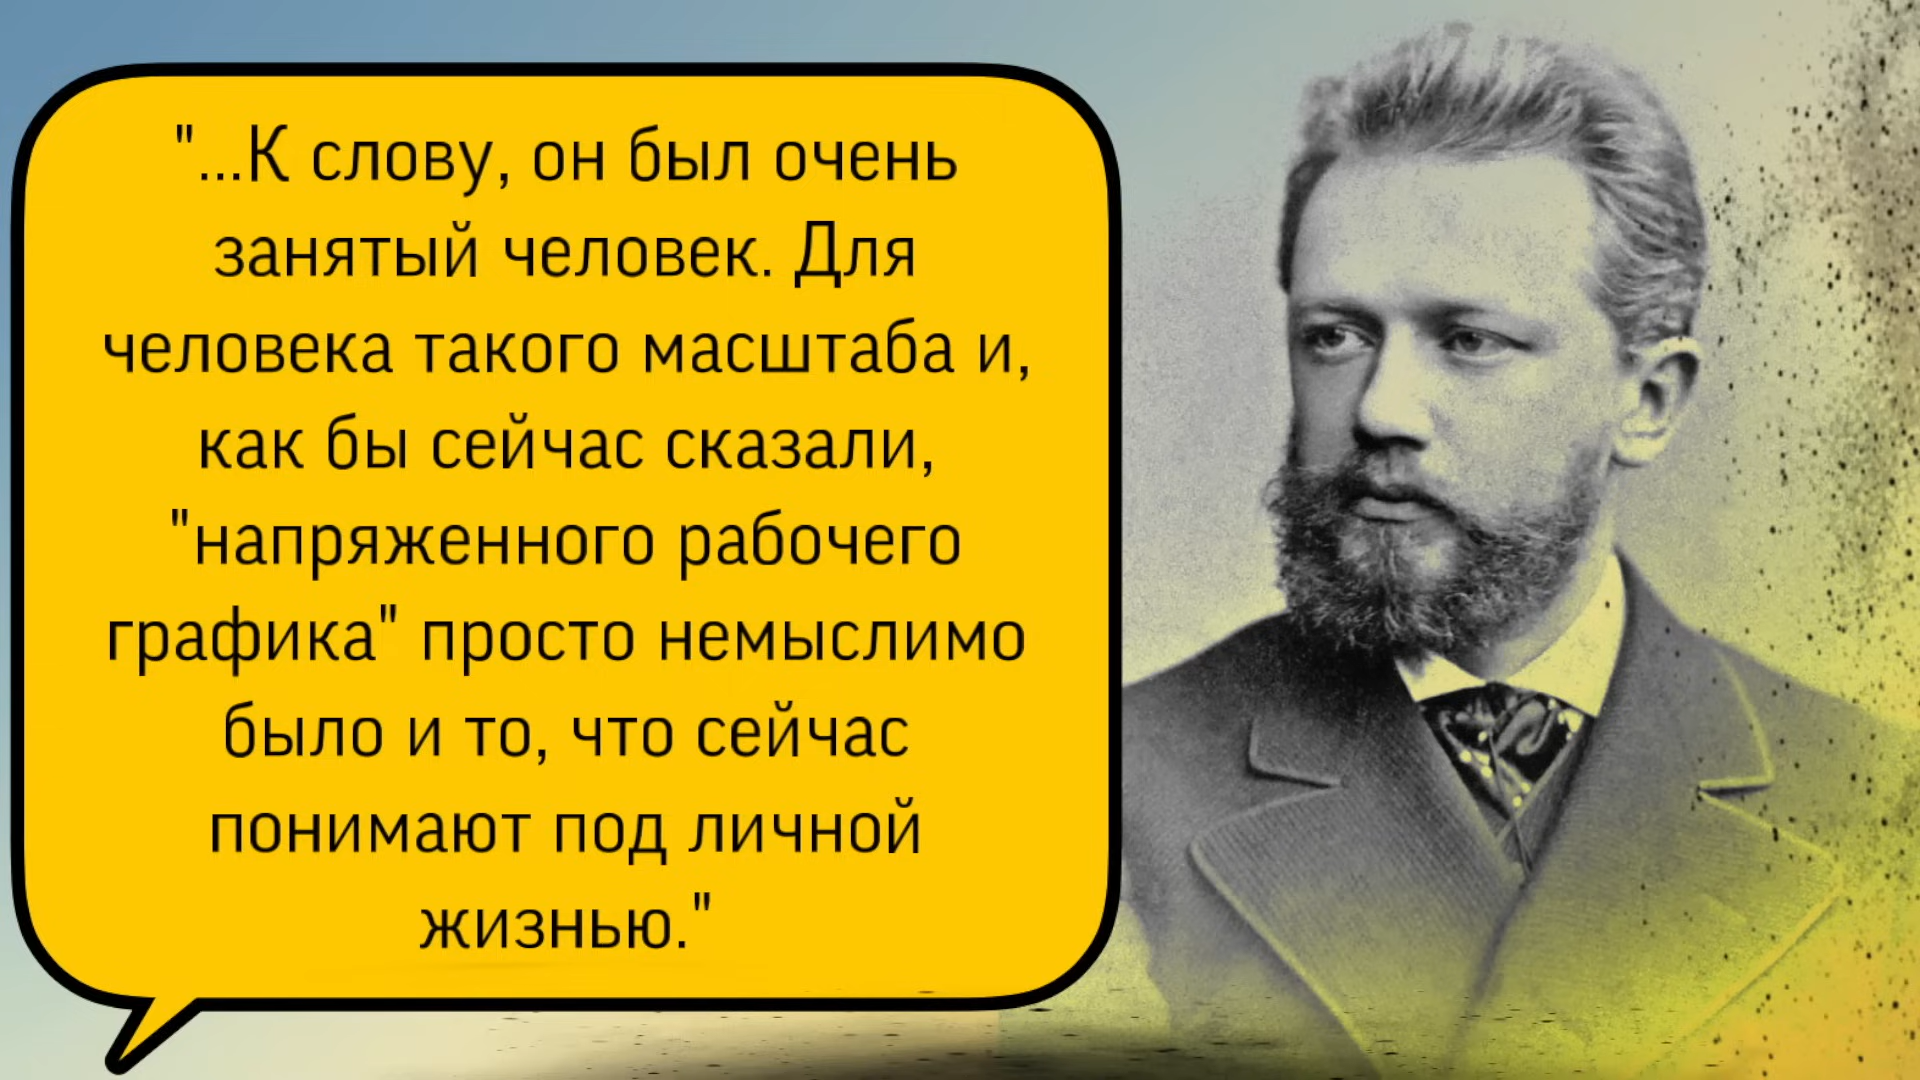 "...К слову, он был очень
занятый человек. Для
человека такого масштаба и,
как бы сейчас сказали,
"напряженного рабочего
графика" просто немыслимо
было и то, что сейчас
понимают под личной
жизнью."